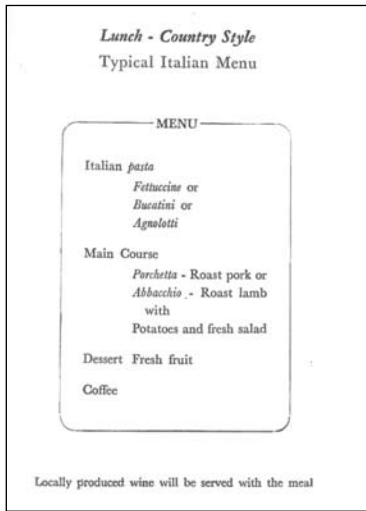 Lunch - Country Style
Typical Italian Menu
MENU
Italian pasta
Fettuccine or
Bucatini or
Agnolotti
Main Course
Porchetta - Roast pork or
Abbacchio - Roast lamb
with
Potatoes and fresh salad
Dessert Fresh fruit
Coffee
Locally produced wine will be served with the meal